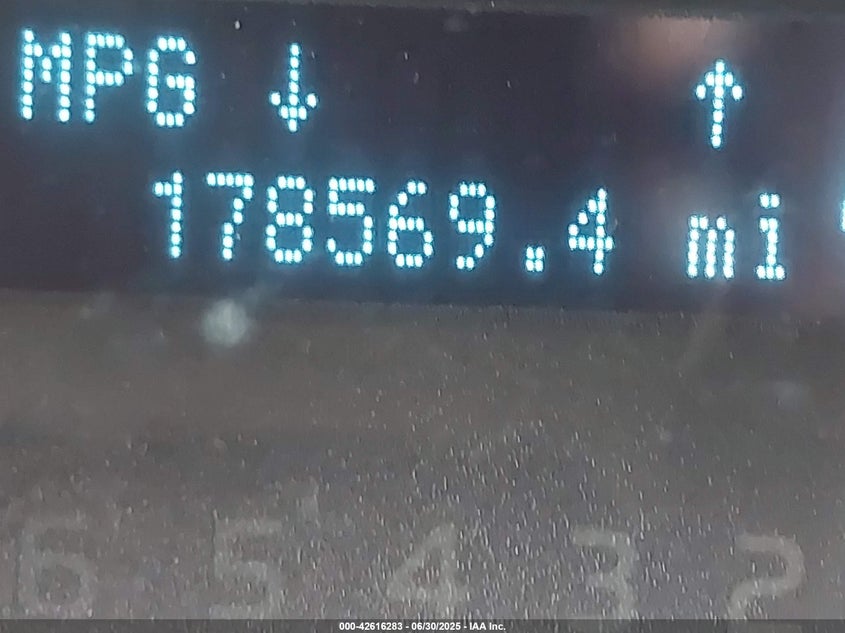 MPG ↓ ↑
178569.4 mi
6 5 4 3 2
000-42616283 - 06/30/2025 - IAA Inc.